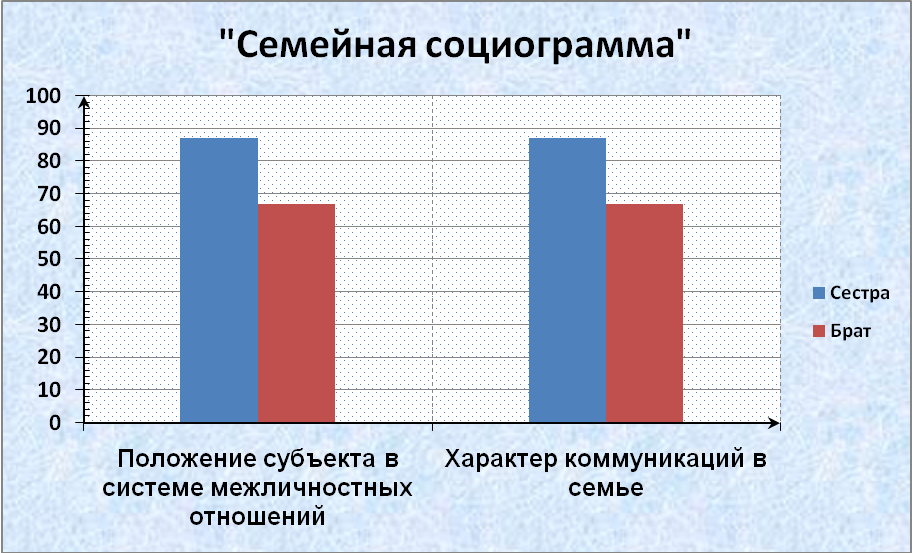 "Семейная социограмма"
100
90
80
70
60
50
40
30
20
10
0
Сестра
Брат
Положение субъекта в
системе межличностных
отношений
Характер коммуникаций в
семье